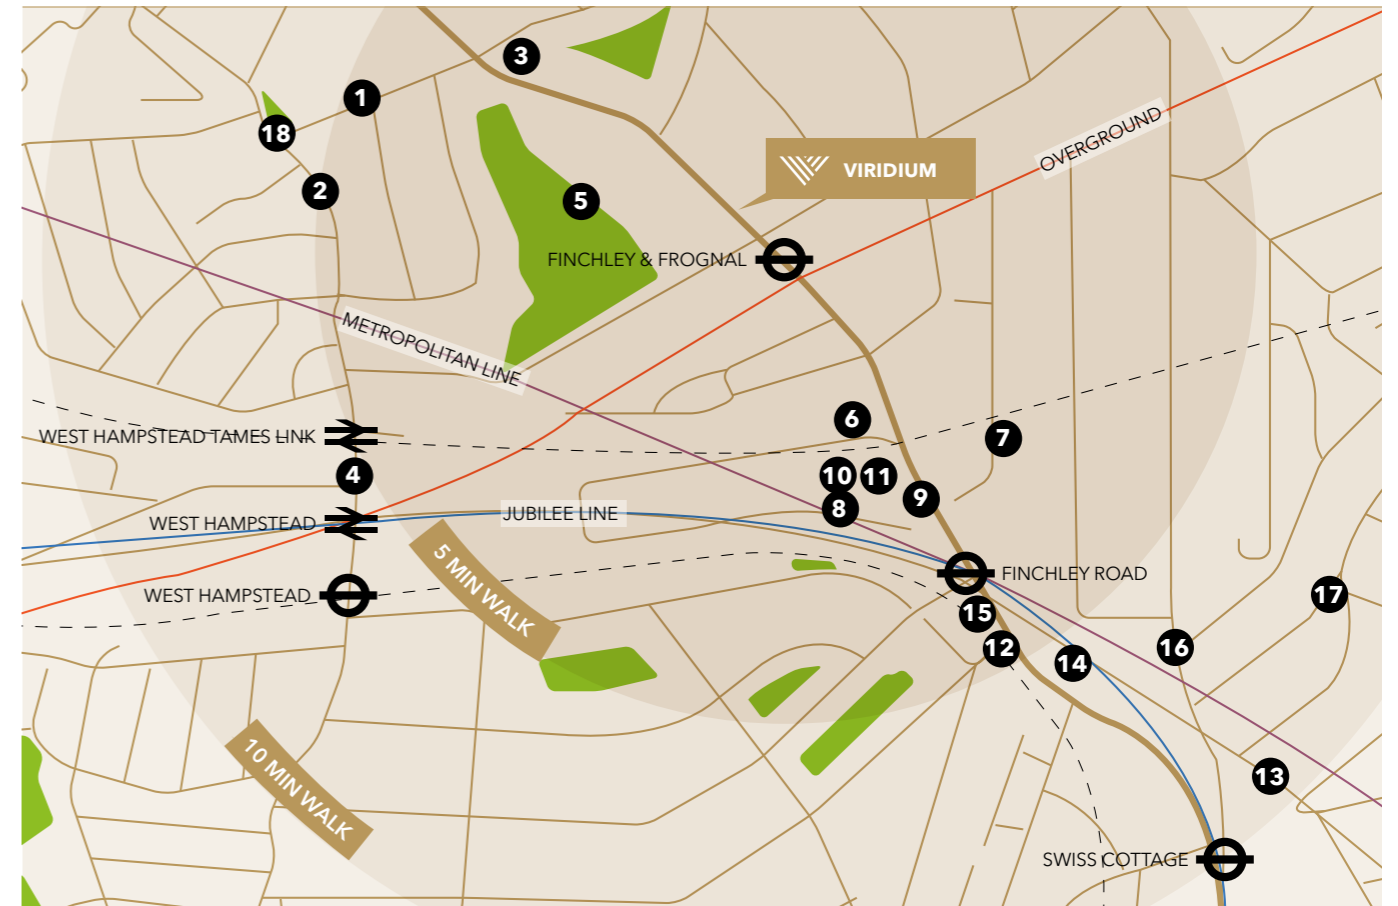 3
1
18
OVERGROUND
VIRIDIUM
2
5
FINCHLEY & FROGNAL
METROPOLITAN LINE
6
WEST HAMPSTEAD TAMES LINK
7
4
10
11
9
8
JUBILEE LINE
WEST HAMPSTEAD
5 MIN WALK
FINCHLEY ROAD
WEST HAMPSTEAD
17
15
12
16
14
10 MIN WALK
13
SWISS COTTAGE